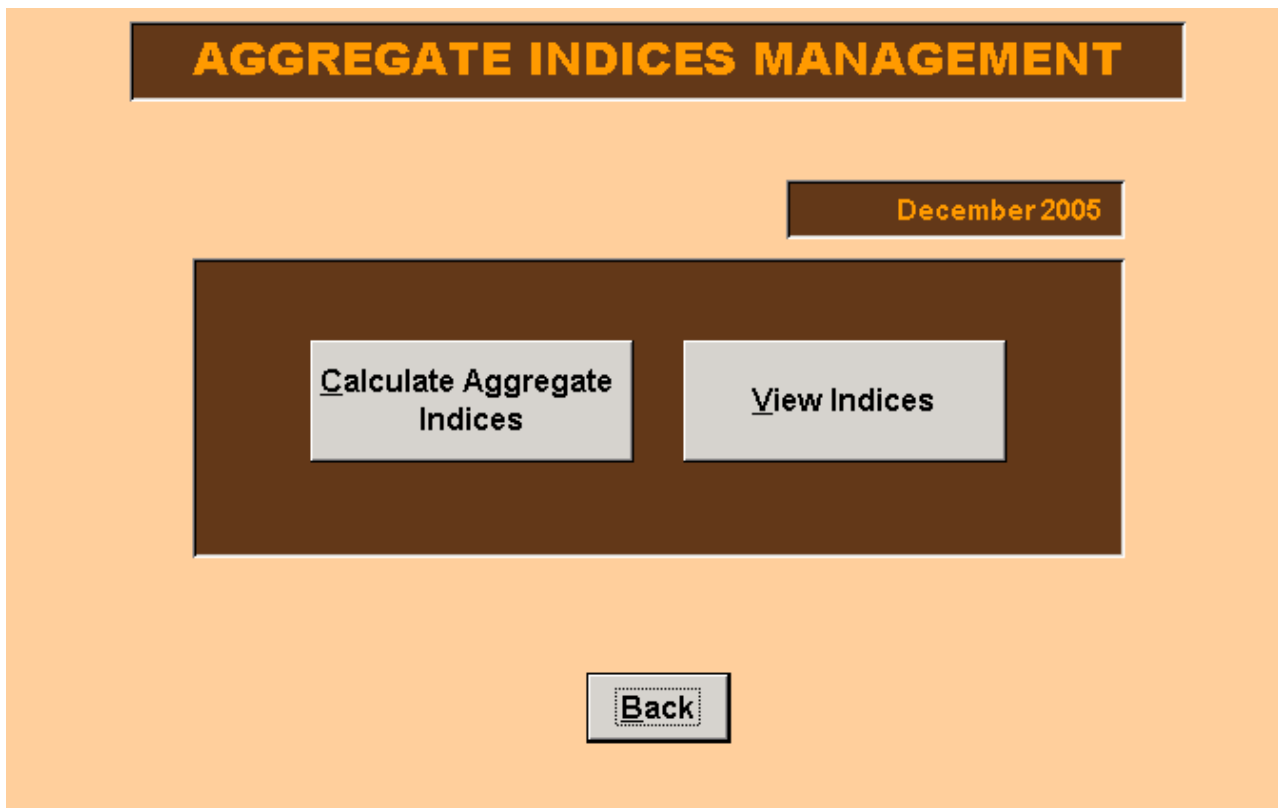 AGGREGATE INDICES MANAGEMENT
December 2005
Calculate Aggregate
Indices
View Indices
Back